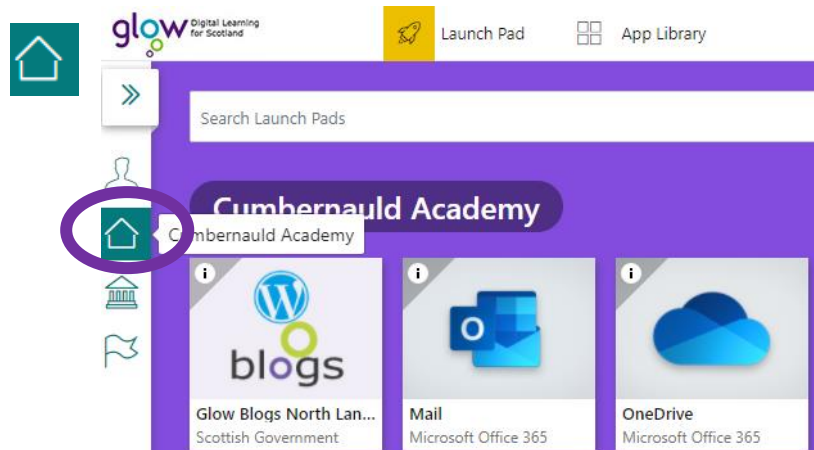 glow Digital Learning
for Scotland
Launch Pad
App Library
Search Launch Pads
Cumbernauld Academy
Cumbernauld Academy
blogs
Glow Blogs North Lan...
Scottish Government
Mail
Microsoft Office 365
OneDrive
Microsoft Office 365